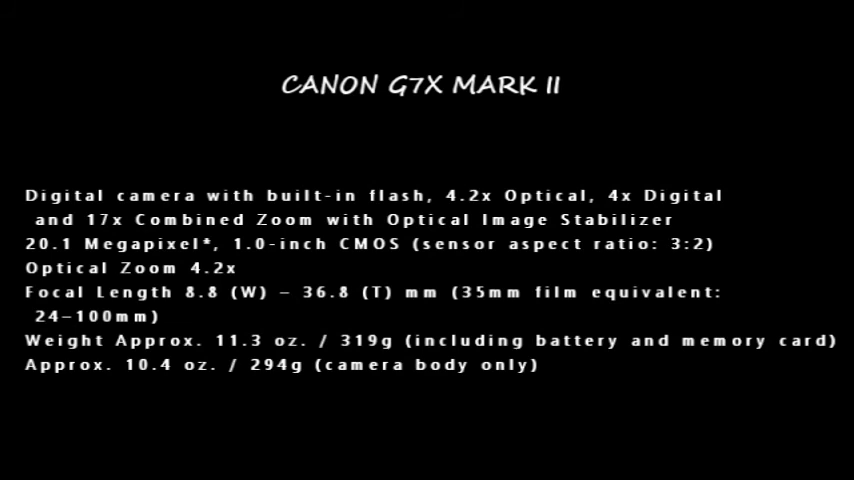 CANON G7X MARK II
Digital camera with built-in flash, 4.2x Optical, 4x Digital
and 17x Combined Zoom with Optical Image Stabilizer
20.1 Megapixel*, 1.0-inch CMOS (sensor aspect ratio: 3:2)
Optical Zoom 4.2x
Focal Length 8.8 (W) – 36.8 (T) mm (35mm film equivalent:
24–100mm)
Weight Approx. 11.3 oz. / 319g (including battery and memory card)
Approx. 10.4 oz. / 294g (camera body only)